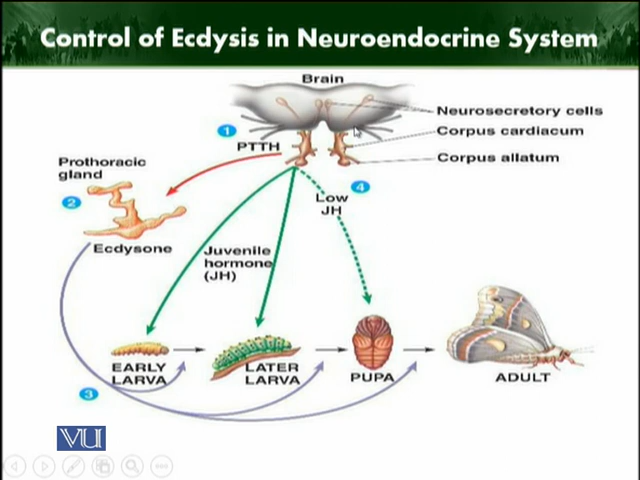 Control of Ecdysis in Neuroendocrine System
Brain
Neurosecretory cells
1
Corpus cardiacum
PTTH
Corpus allatum
Prothoracic
gland
4
2
Low
JH
Ecdysone
Juvenile
hormone
(JH)
EARLY
LARVA
LATER
LARVA
PUPA
ADULT
3
VU